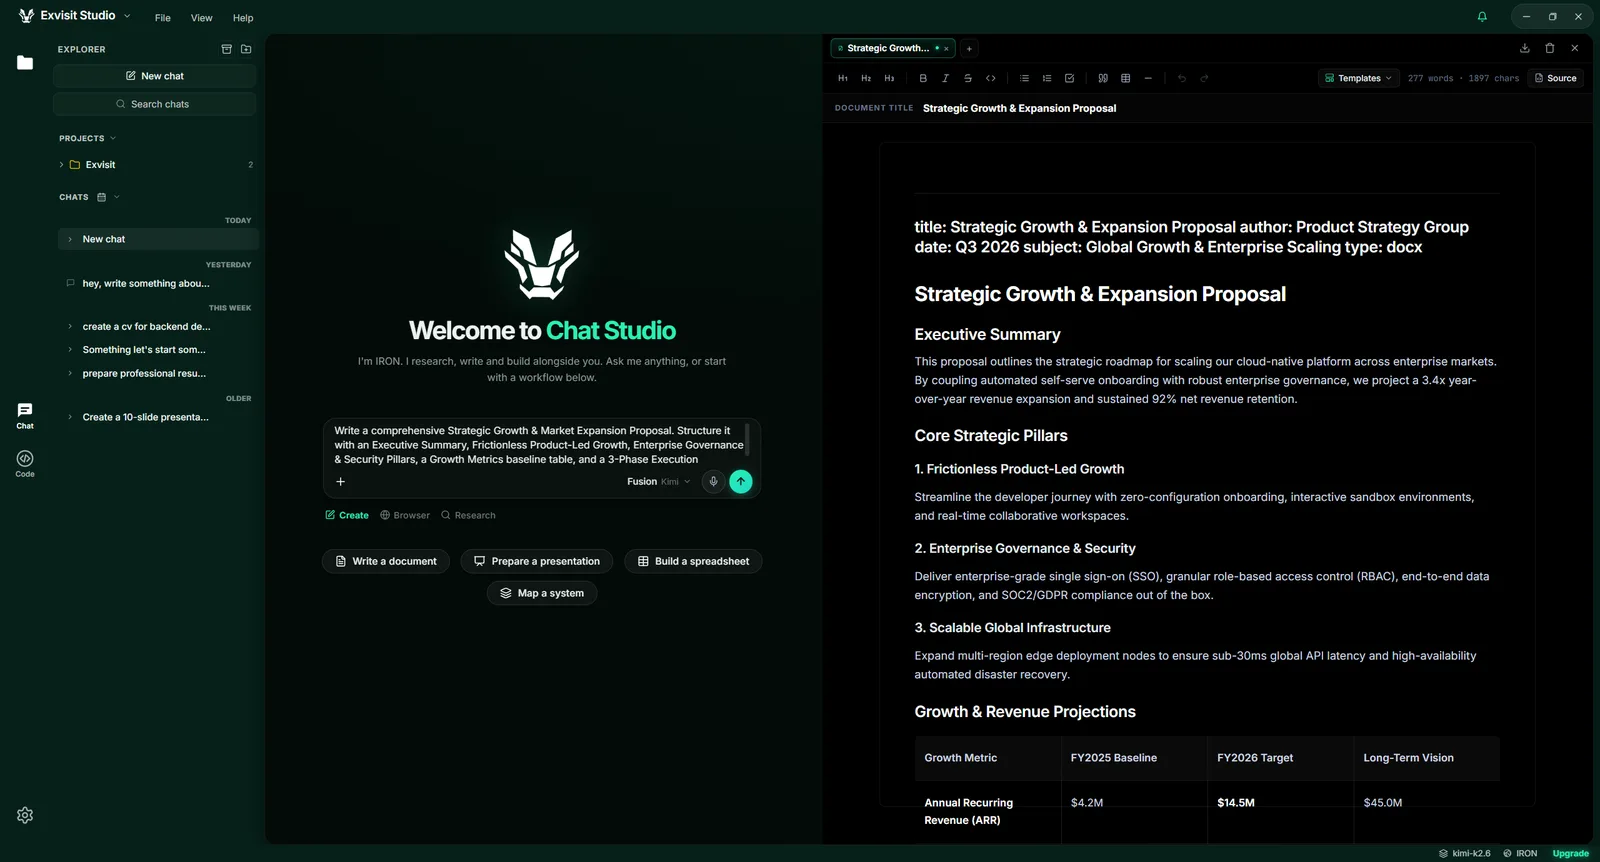 Exvisit Studio
File View Help
EXPLORER
New chat
Search chats
PROJECTS
Exvisit 2
CHATS
TODAY
New chat
YESTERDAY
hey, write something abou...
THIS WEEK
create a cv for backend de...
Something let's start som...
prepare professional resu...
OLDER
Create a 10-slide presenta...
Chat
Code
Welcome to Chat Studio
I'm IRON. I research, write and build alongside you. Ask me anything, or start
with a workflow below.
Write a comprehensive Strategic Growth & Market Expansion Proposal. Structure it
with an Executive Summary, Frictionless Product-Led Growth, Enterprise Governance
& Security Pillars, a Growth Metrics baseline table, and a 3-Phase Execution
Fusion Kimi
Create Browser Research
Write a document Prepare a presentation Build a spreadsheet
Map a system
Strategic Growth...
H1 H2 H3 B I S Templates 277 words · 1897 chars Source
DOCUMENT TITLE Strategic Growth & Expansion Proposal
title: Strategic Growth & Expansion Proposal author: Product Strategy Group
date: Q3 2026 subject: Global Growth & Enterprise Scaling type: docx
Strategic Growth & Expansion Proposal
Executive Summary
This proposal outlines the strategic roadmap for scaling our cloud-native platform across enterprise markets.
By coupling automated self-serve onboarding with robust enterprise governance, we project a 3.4x year-
over-year revenue expansion and sustained 92% net revenue retention.
Core Strategic Pillars
1. Frictionless Product-Led Growth
Streamline the developer journey with zero-configuration onboarding, interactive sandbox environments,
and real-time collaborative workspaces.
2. Enterprise Governance & Security
Deliver enterprise-grade single sign-on (SSO), granular role-based access control (RBAC), end-to-end data
encryption, and SOC2/GDPR compliance out of the box.
3. Scalable Global Infrastructure
Expand multi-region edge deployment nodes to ensure sub-30ms global API latency and high-availability
automated disaster recovery.
Growth & Revenue Projections
Growth Metric FY2025 Baseline FY2026 Target Long-Term Vision
Annual Recurring $4.2M $14.5M $45.0M
Revenue (ARR)
kimi-k2.6 IRON Upgrade